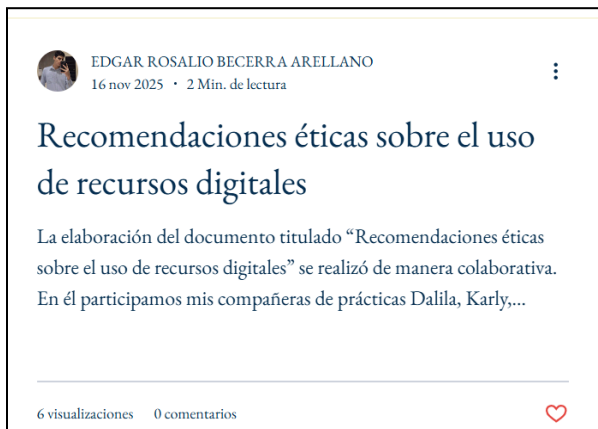 EDGAR ROSALIO BECERRA ARELLANO
16 nov 2025 · 2 Min. de lectura
Recomendaciones éticas sobre el uso
de recursos digitales
La elaboración del documento titulado “Recomendaciones éticas
sobre el uso de recursos digitales” se realizó de manera colaborativa.
En él participamos mis compañeras de prácticas Dalila, Karly,...
6 visualizaciones 0 comentarios